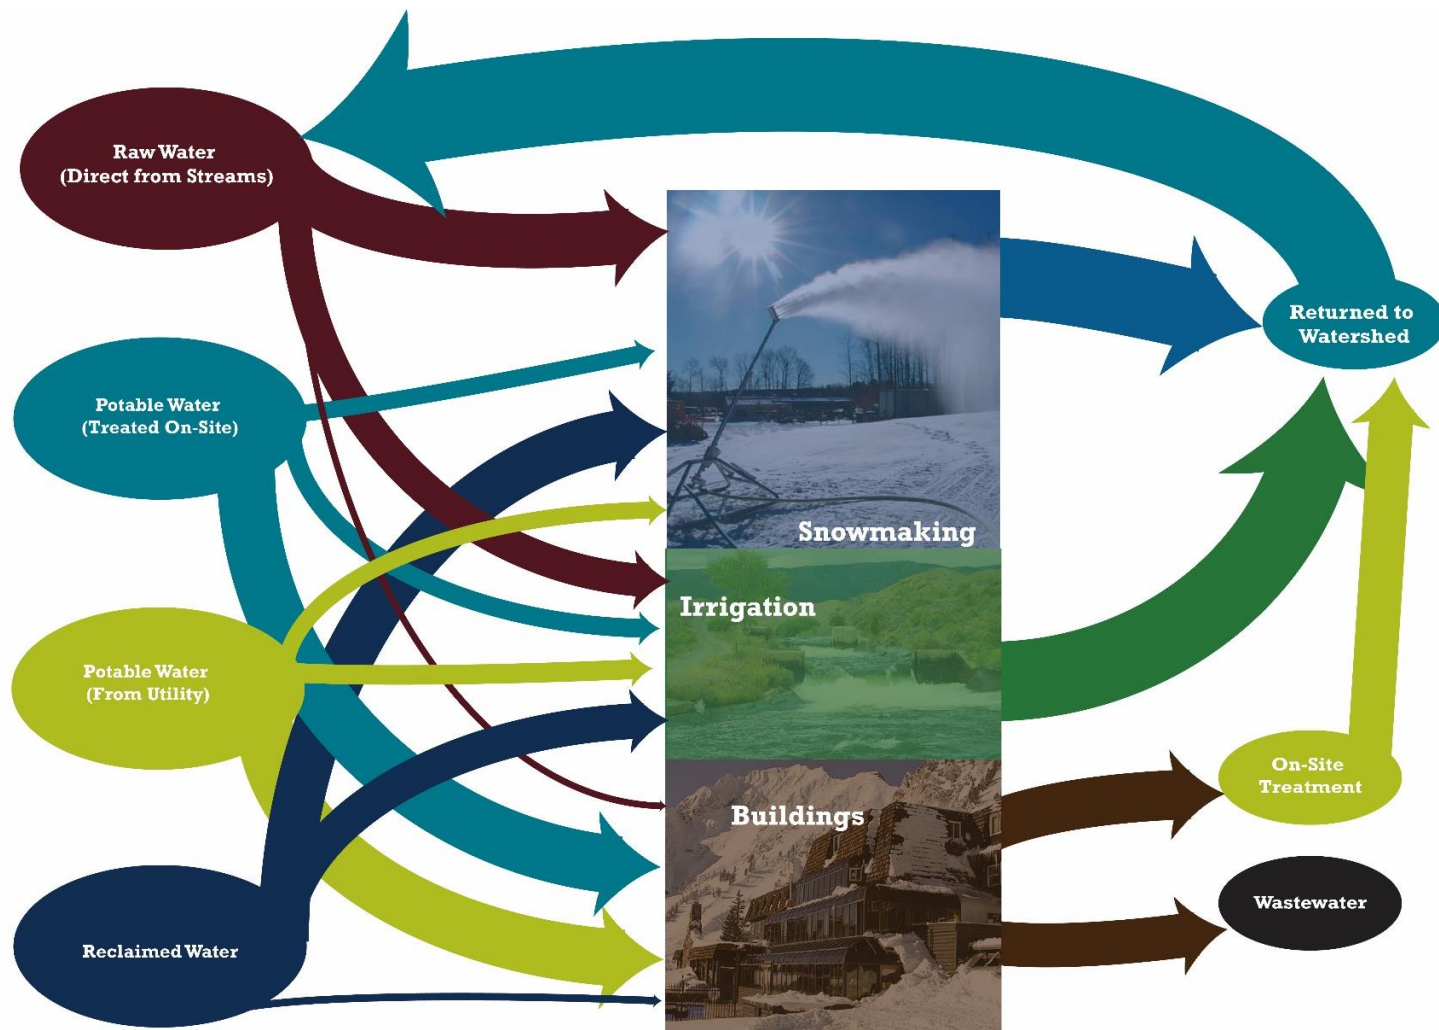 Raw Water
(Direct from Streams)
Potable Water
(Treated On-Site)
Potable Water
(From Utility)
Reclaimed Water
Snowmaking
Irrigation
Buildings
Returned to
Watershed
On-Site
Treatment
Wastewater